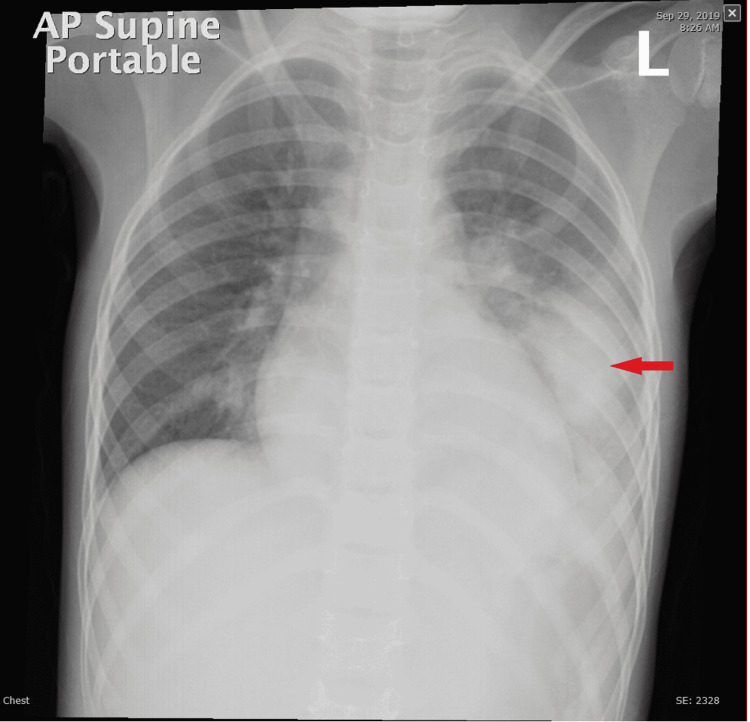 AP Supine
Portable
Sep 29, 2019
8:26 AM
L
Chest
SE: 2328